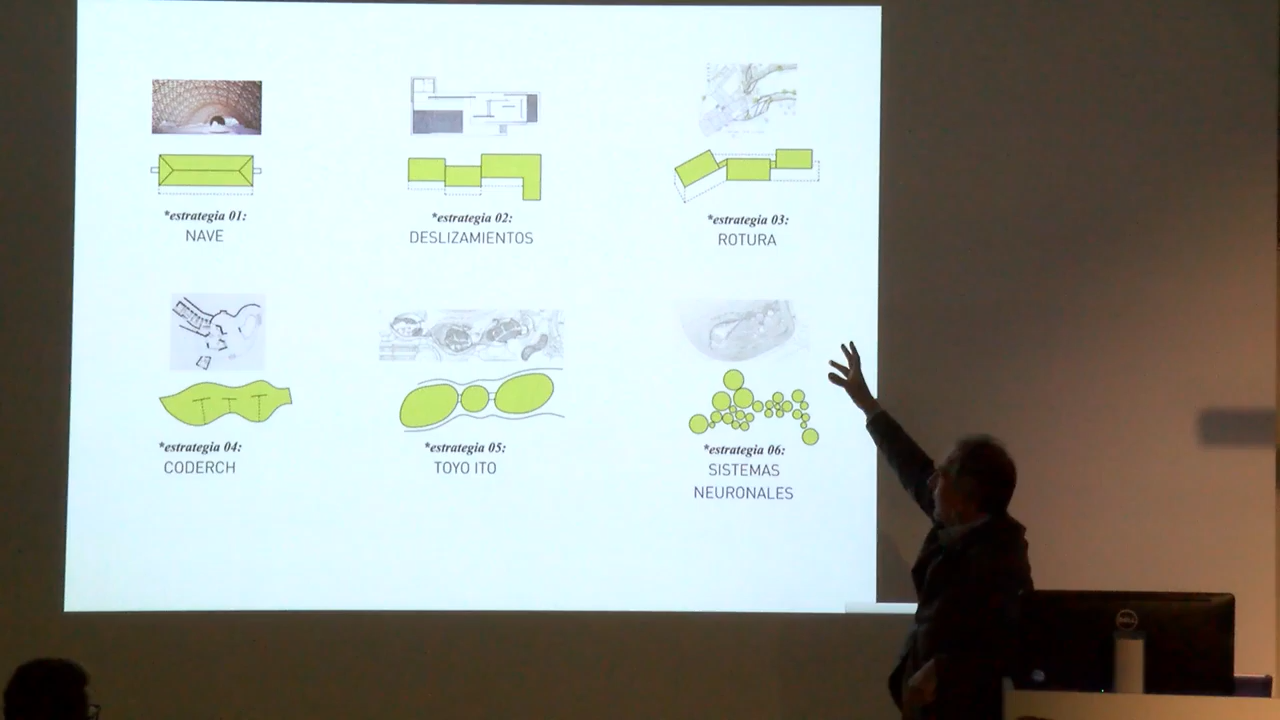 *estrategia 01:
NAVE
*estrategia 02:
DESLIZAMIENTOS
*estrategia 03:
ROTURA
*estrategia 04:
CODERCH
*estrategia 05:
TOYO ITO
*estrategia 06:
SISTEMAS
NEURONALES
DELL